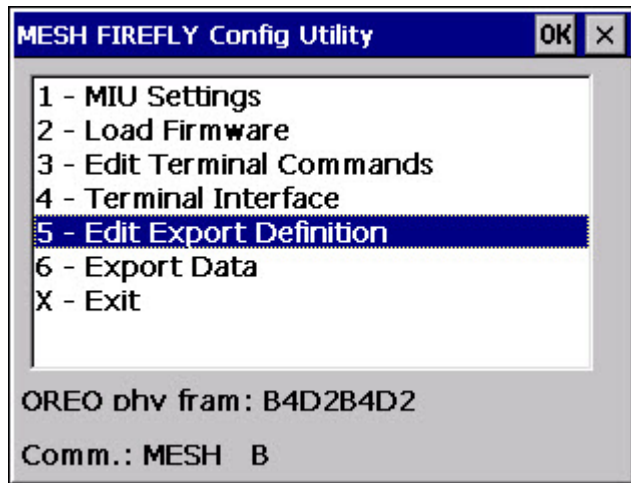 MESH FIREFLY Config Utility OK ×
1 - MIU Settings
2 - Load Firmware
3 - Edit Terminal Commands
4 - Terminal Interface
5 - Edit Export Definition
6 - Export Data
X - Exit
OREO phy fram: B4D2B4D2
Comm.: MESH B